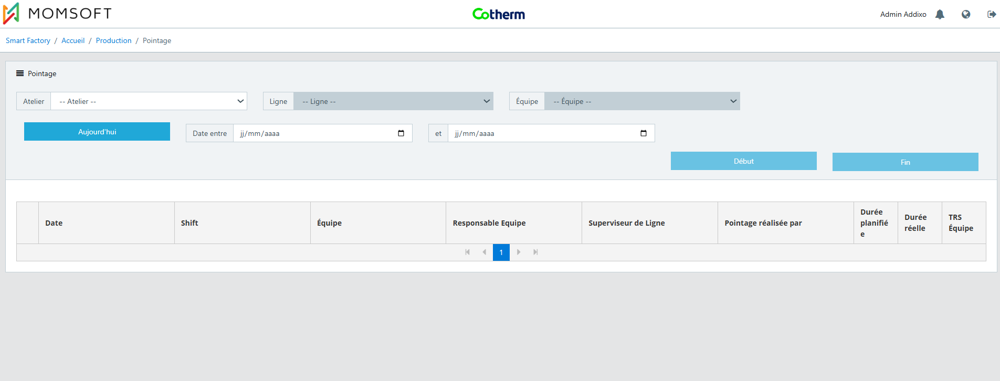 MOMSOFT
Cotherm
Admin Addixo
Smart Factory / Accueil / Production / Pointage
Pointage
Atelier -- Atelier --
Ligne -- Ligne --
Équipe -- Équipe --
Aujourd'hui
Date entre jj/mm/aaaa
et jj/mm/aaaa
Début
Fin
Date
Shift
Équipe
Responsable Equipe
Superviseur de Ligne
Pointage réalisée par
Durée
planifié
e
Durée
réelle
TRS
Équipe
1